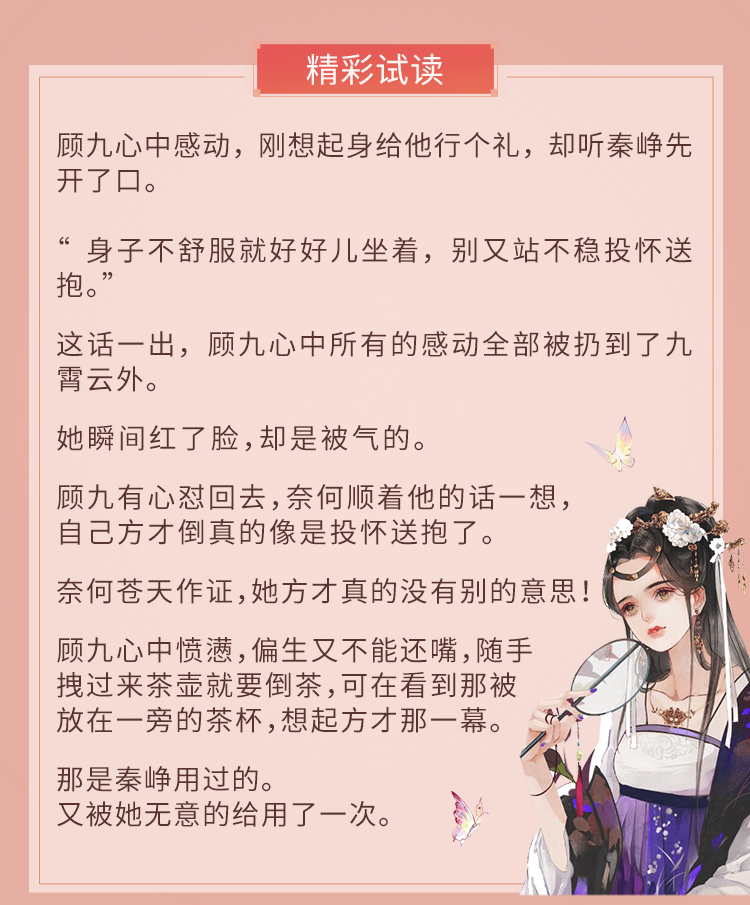 精彩试读
顾九心中感动，刚想起身给他行个礼，却听秦峥先
开了口。
“ 身子不舒服就好好儿坐着，别又站不稳投怀送
抱。”
这话一出，顾九心中所有的感动全部被扔到了九
霄云外。
她瞬间红了脸,却是被气的。
顾九有心怼回去,奈何顺着他的话一想，
自己方才倒真的像是投怀送抱了。
奈何苍天作证,她方才真的没有别的意思！
顾九心中愤懑,偏生又不能还嘴,随手
拽过来茶壶就要倒茶,可在看到那被
放在一旁的茶杯,想起方才那一幕。
那是秦峥用过的。
又被她无意的给用了一次。